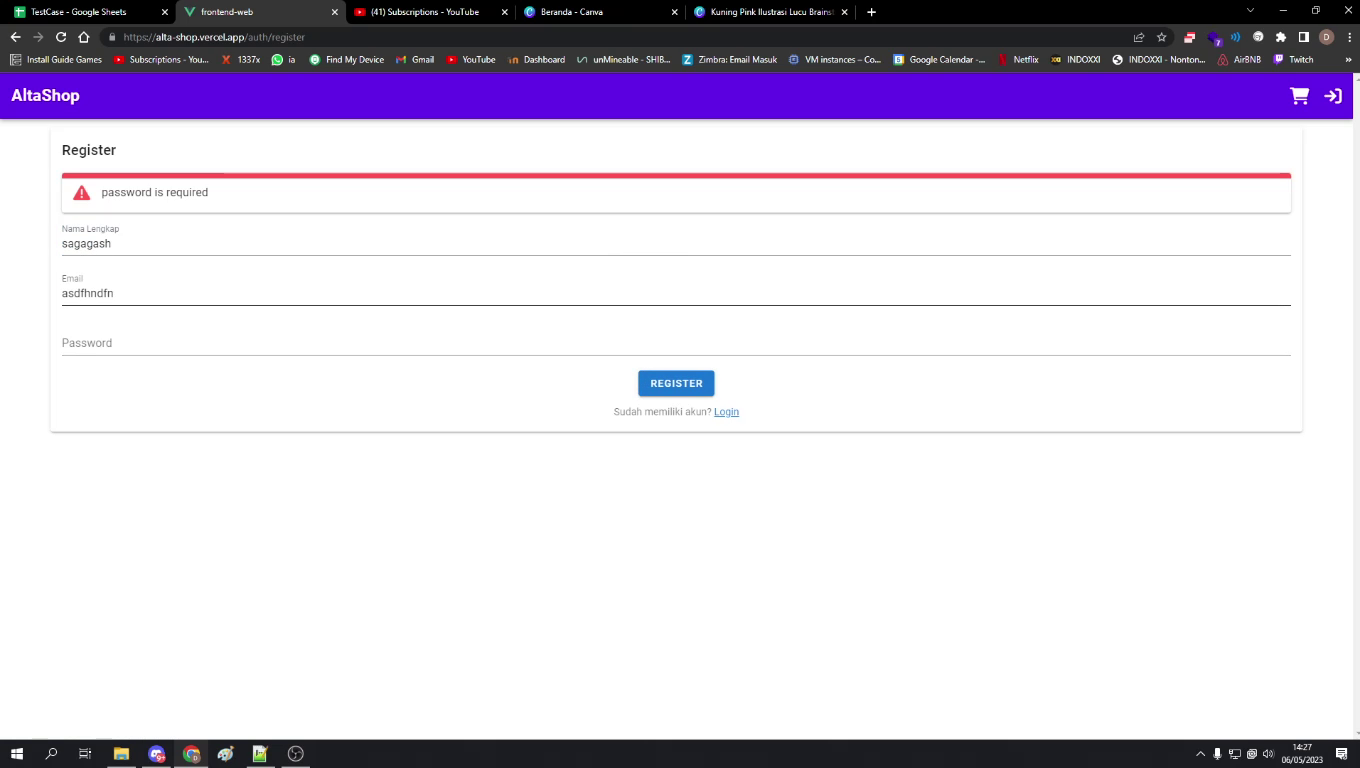 TestCase - Google Sheets
frontend-web
(41) Subscriptions - YouTube
Beranda - Canva
Kuning Pink Ilustrasi Lucu Brainst
https://alta-shop.vercel.app/auth/register
D
Install Guide Games
Subscriptions - You...
1337x
ia
Find My Device
Gmail
YouTube
Dashboard
unMineable - SHIB...
Zimbra: Email Masuk
VM instances – Co...
Google Calendar -...
Netflix
INDOXXI
INDOXXI - Nonton...
AirBNB
Twitch
AltaShop
Register
password is required
Nama Lengkap
sagagash
Email
asdfhndfn
Password
REGISTER
Sudah memiliki akun? Login
14:27
06/05/2023